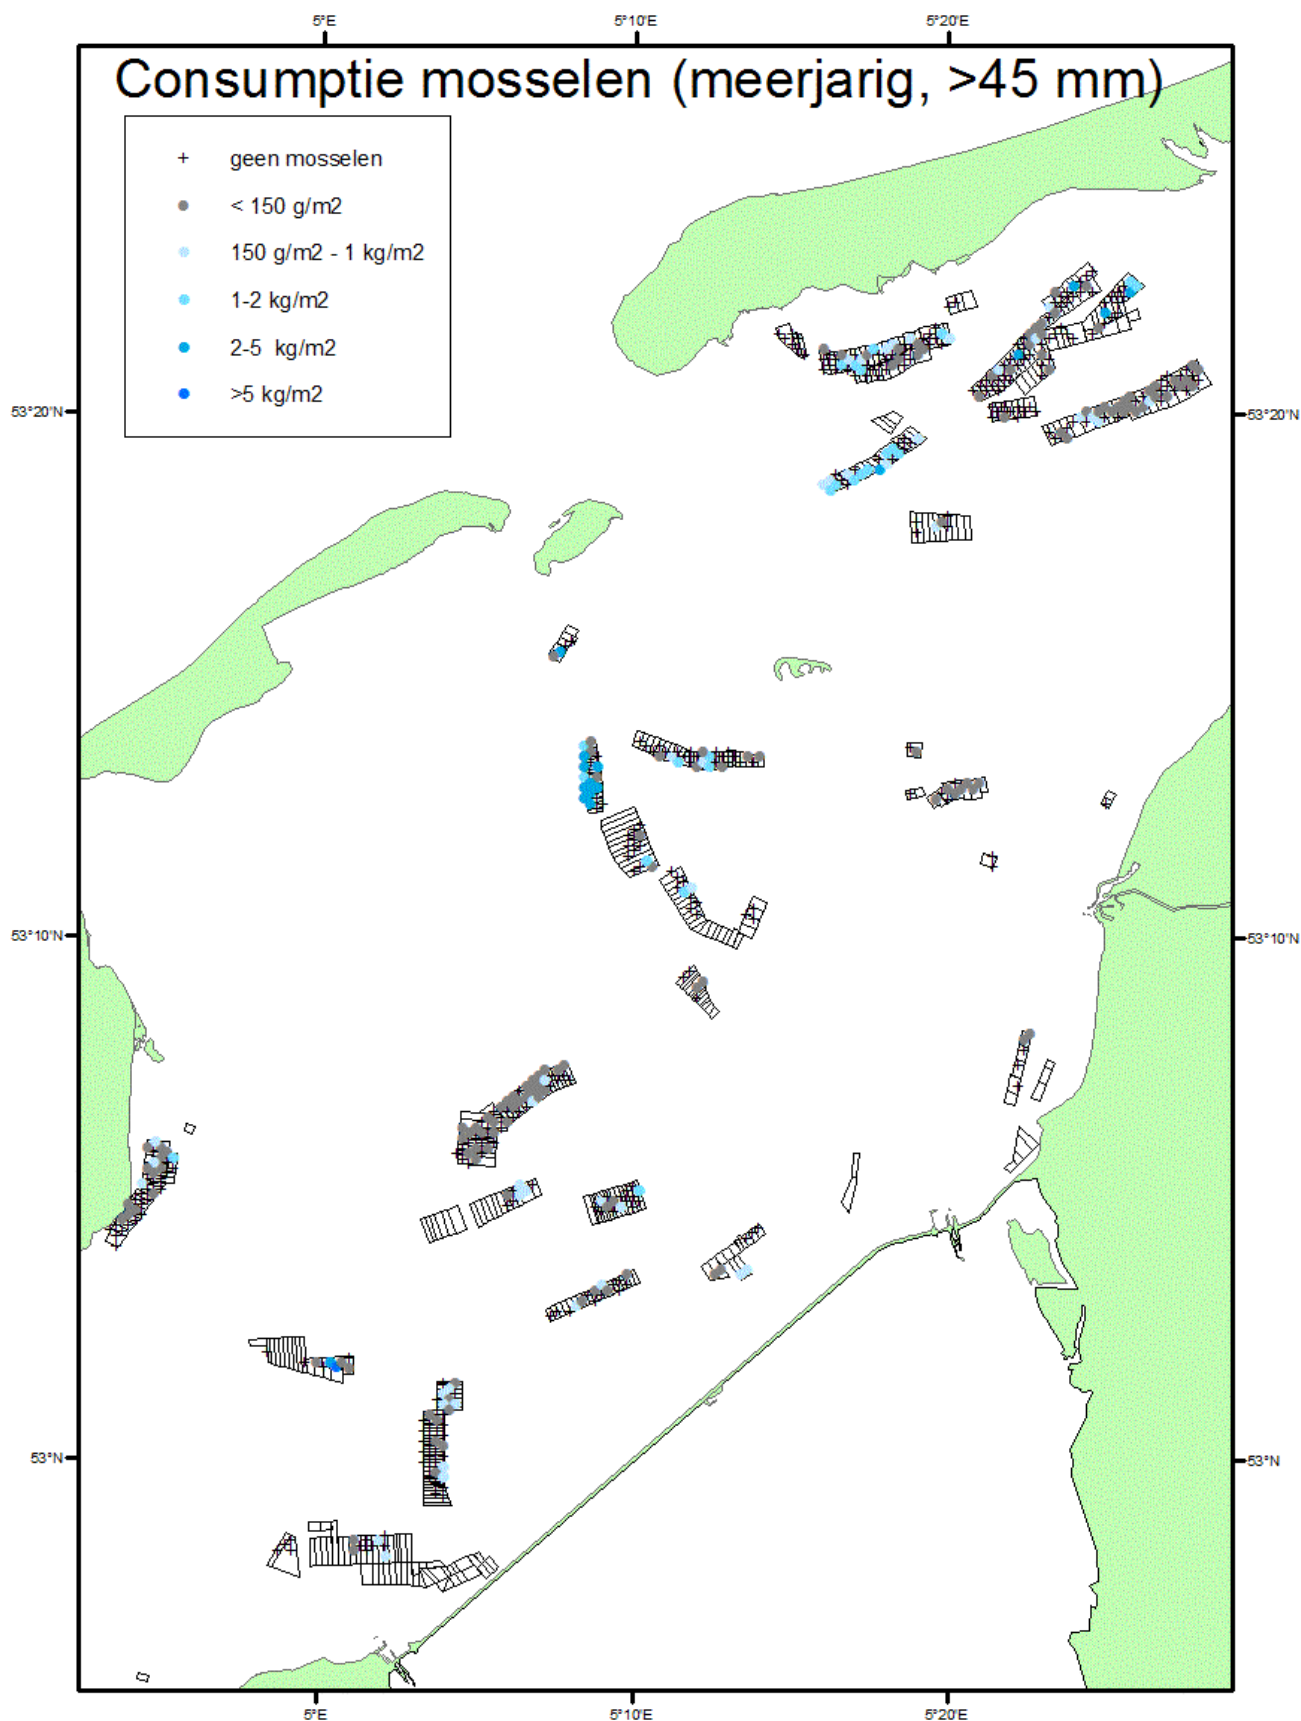 5°E 5°10'E 5°20'E
Consumptie mosselen (meerjarig, >45 mm)
geen mosselen
< 150 g/m2
150 g/m2 - 1 kg/m2
1-2 kg/m2
2-5 kg/m2
>5 kg/m2
53°20'N 53°20'N
53°10'N 53°10'N
53°N 53°N
5°E 5°10'E 5°20'E